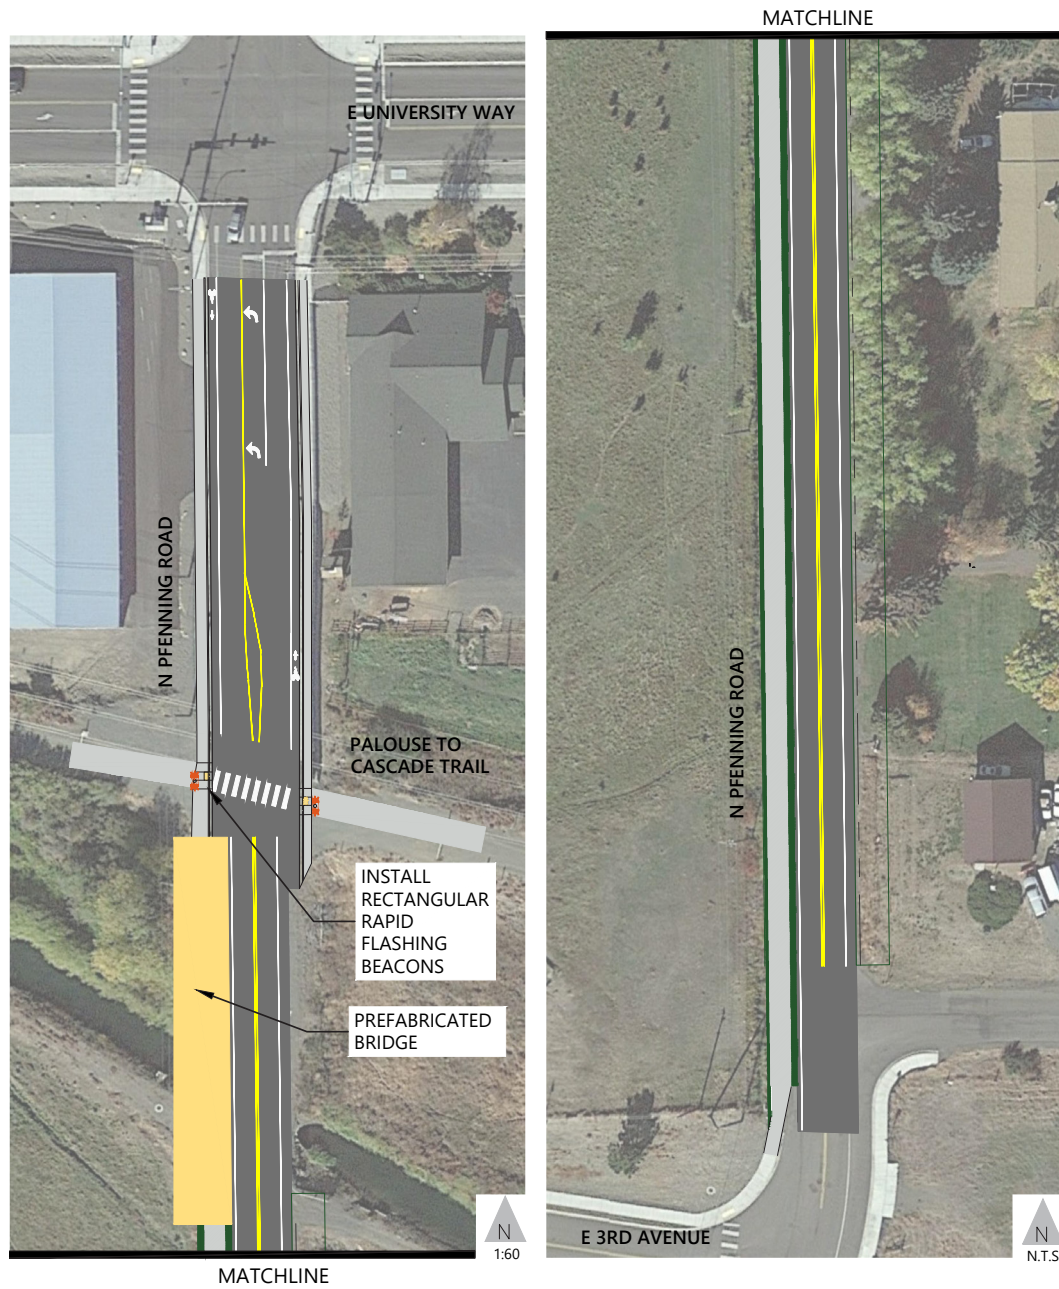 MATCHLINE
E UNIVERSITY WAY
N PFENNING ROAD
PALOUSE TO
CASCADE TRAIL
INSTALL
RECTANGULAR
RAPID
FLASHING
BEACONS
PREFABRICATED
BRIDGE
N
1:60
MATCHLINE
N PFENNING ROAD
E 3RD AVENUE
N
N.T.S